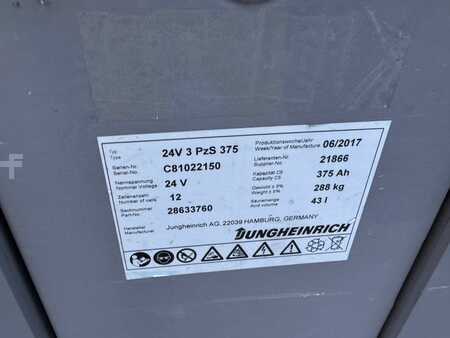 Typ
Type
24V 3 PzS 375
Produktionswoche/Jahr
Week/Year of Manufacture
06/2017
Serien-Nr.
Serial-No.
C81022150
Lieferanten-Nr.
Supplier-No.
21866
Nennspannung
Nominal Voltage
24 V
Kapazität C5
Capacity C5
375 Ah
Zellenanzahl
Number of cells
12
Gewicht ± 5%
Weight ± 5%
288 kg
Sachnummer
Partnumber
28633760
Säuremenge
Acid volume
43 l
Hersteller
Manufacturer
Jungheinrich AG, 22039 HAMBURG, GERMANY
JUNGHEINRICH